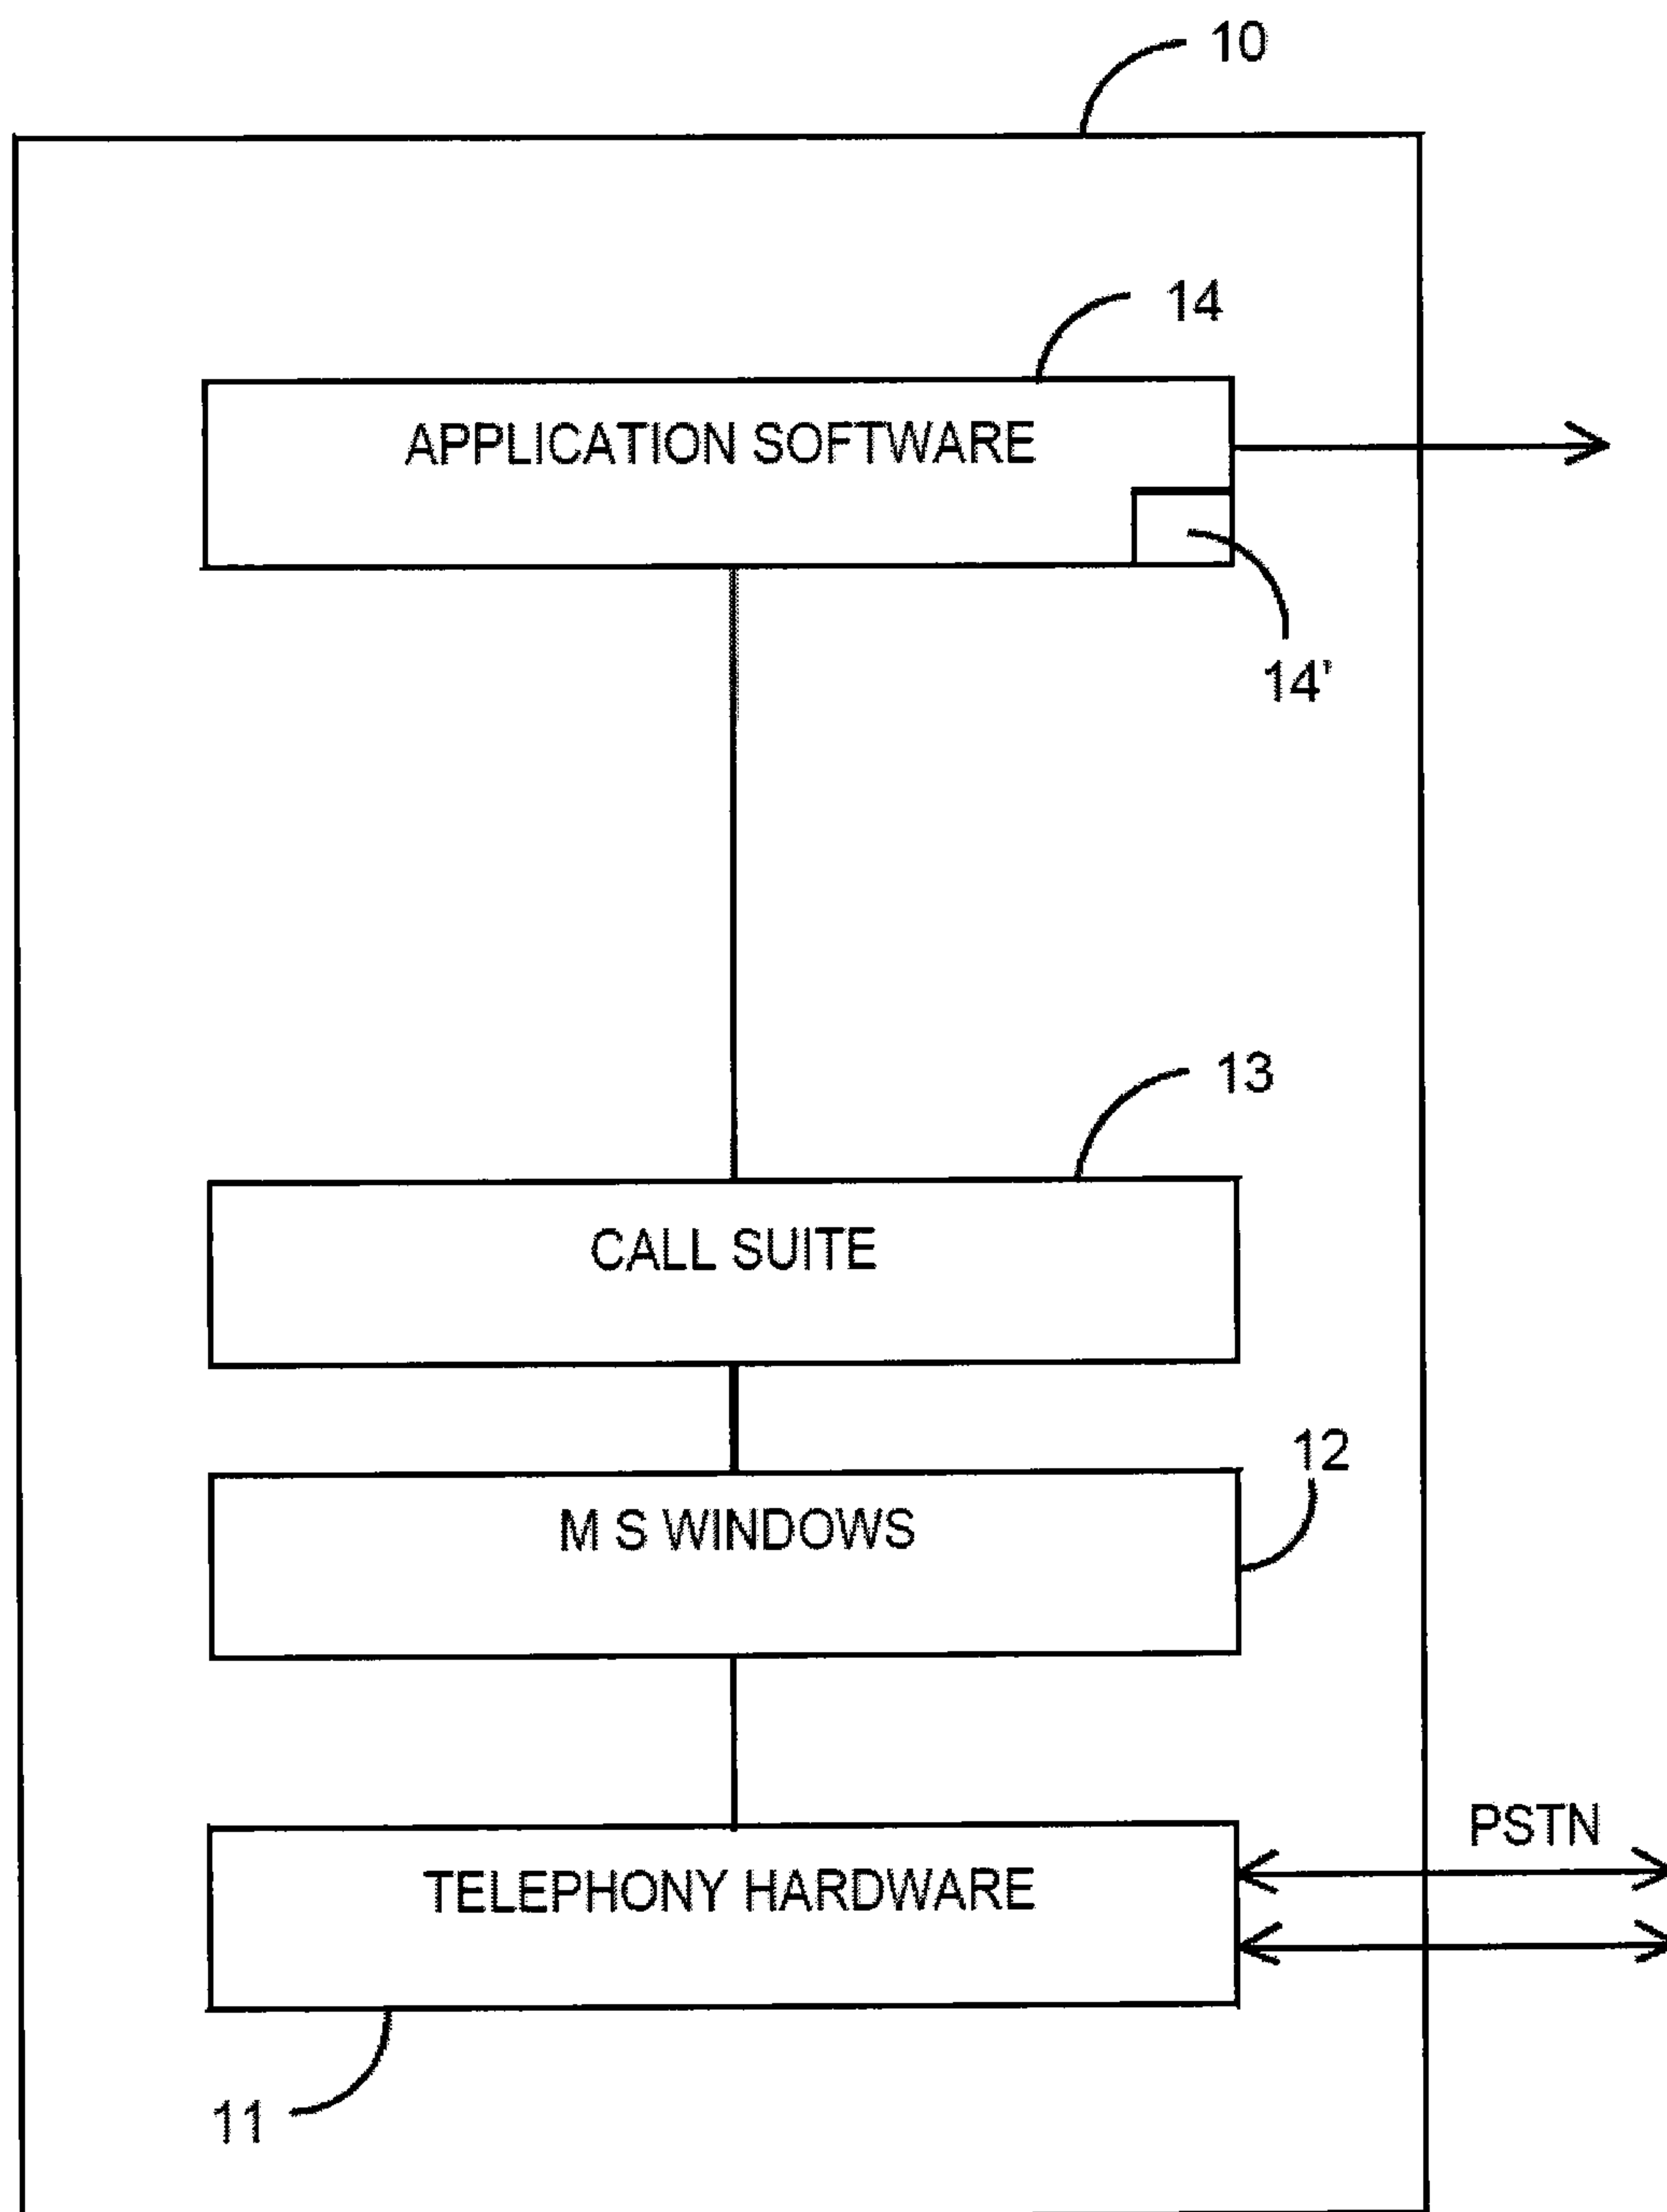 10
14
APPLICATION SOFTWARE
14'
13
CALL SUITE
12
M S WINDOWS
PSTN
TELEPHONY HARDWARE
11